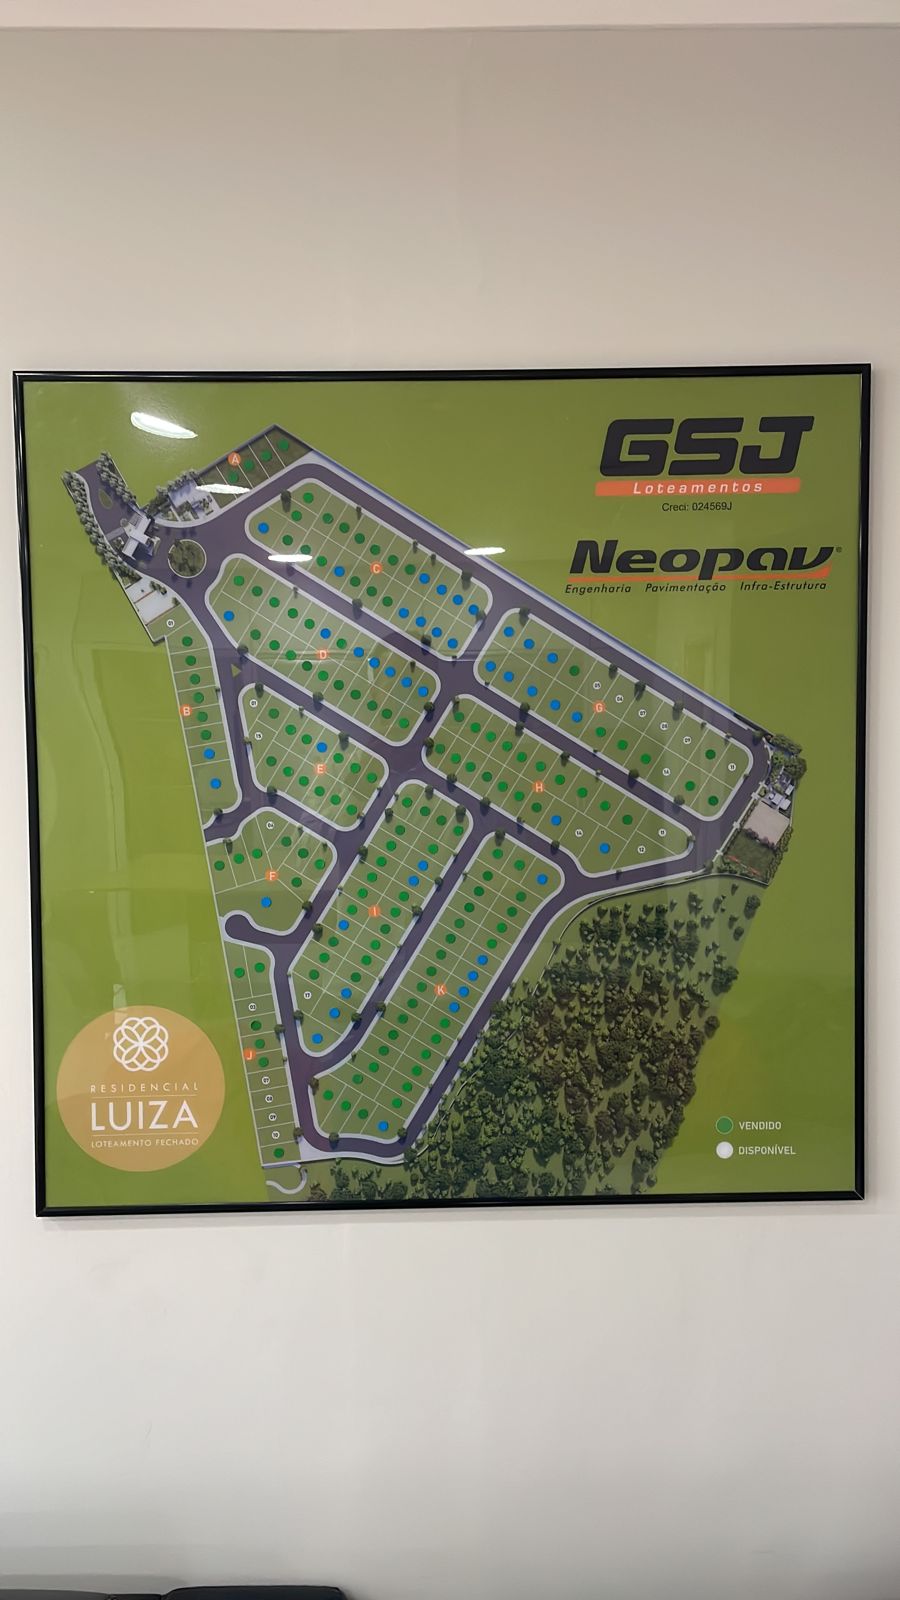 GSJ
Loteamentos
Creci: 024569J
Neopav®
Engenharia Pavimentação Infra-Estrutura
A
C
D
B
G
E
H
F
I
K
J
RESIDENCIAL
LUIZA
LOTEAMENTO FECHADO
VENDIDO
DISPONÍVEL